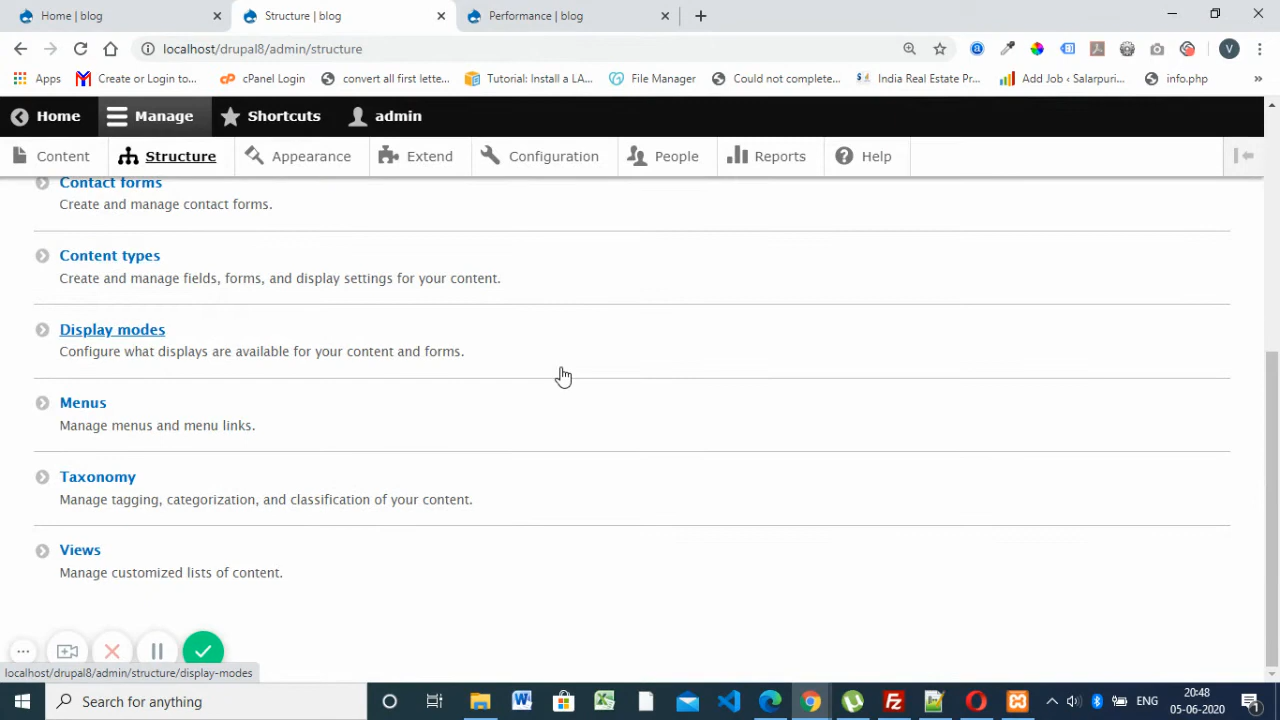 Home | blog
Structure | blog
Performance | blog
localhost/drupal8/admin/structure
V
Apps
Create or Login to...
cPanel Login
convert all first lette...
Tutorial: Install a LA...
File Manager
Could not complete...
India Real Estate Pr...
Add Job ‹ Salarpuri...
info.php
»
Home
Manage
Shortcuts
admin
Content
Structure
Appearance
Extend
Configuration
People
Reports
Help
Contact forms
Create and manage contact forms.
Content types
Create and manage fields, forms, and display settings for your content.
Display modes
Configure what displays are available for your content and forms.
Menus
Manage menus and menu links.
Taxonomy
Manage tagging, categorization, and classification of your content.
Views
Manage customized lists of content.
localhost/drupal8/admin/structure/display-modes
Search for anything
ENG
20:48
05-06-2020